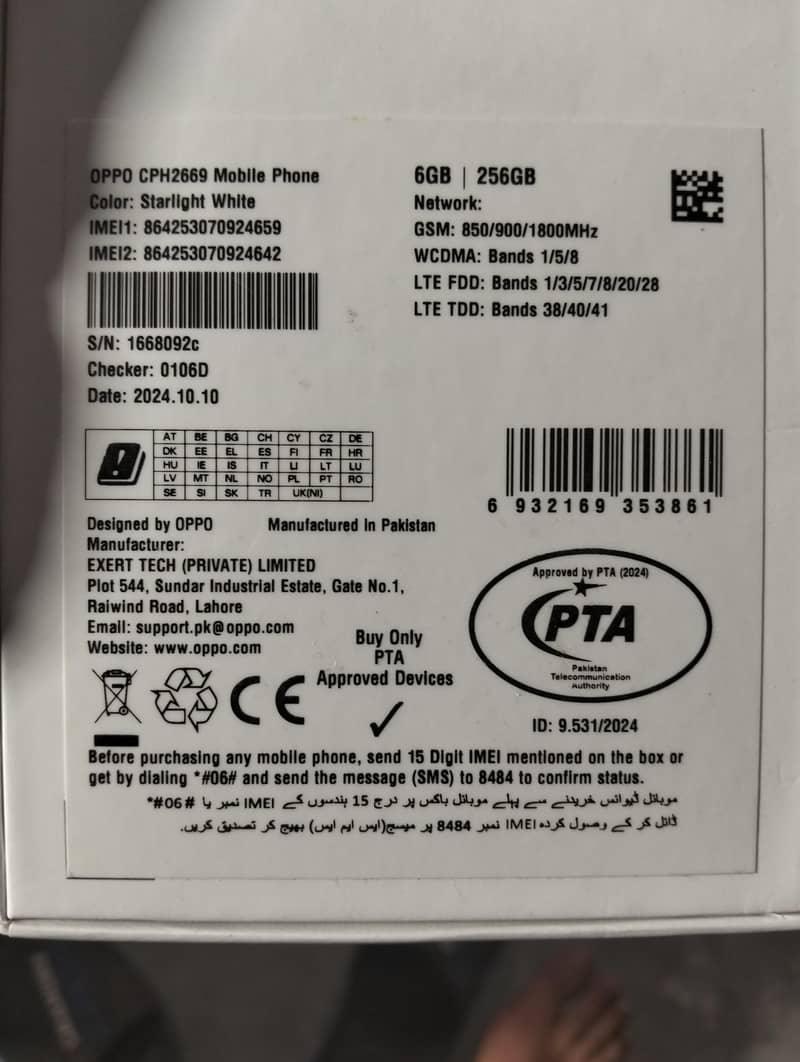 OPPO CPH2669 Mobile Phone
Color: Starlight White
IMEI1: 864253070924659
IMEI2: 864253070924642
S/N: 1668092c
Checker: 0106D
Date: 2024.10.10
6GB | 256GB
Network:
GSM: 850/900/1800MHz
WCDMA: Bands 1/5/8
LTE FDD: Bands 1/3/5/7/8/20/28
LTE TDD: Bands 38/40/41
AT BE BG CH CY CZ DE
DK EE EL ES FI FR HR
HU IE IS IT LI LT LU
LV MT NL NO PL PT RO
SE SI SK TR UK(NI)
6 932169 353861
Designed by OPPO Manufactured in Pakistan
Manufacturer:
EXERT TECH (PRIVATE) LIMITED
Plot 544, Sundar Industrial Estate, Gate No.1,
Raiwind Road, Lahore
Email: support.pk@oppo.com
Website: www.oppo.com
Buy Only
PTA
Approved Devices
CE
Approved by PTA (2024)
PTA
Pakistan
Telecommunication
Authority
ID: 9.531/2024
Before purchasing any mobile phone, send 15 Digit IMEI mentioned on the box or
get by dialing *#06# and send the message (SMS) to 8484 to confirm status.
موبائل ڈیوائس خریدنے سے پہلے موبائل باکس پر درج 15 ہندسوں کے IMEI نمبر یا #06#*
ڈائل کر کے وصول کردہ IMEI نمبر 8484 پر میسج(ایس ایم ایس) بھیج کر تصدیق کریں.